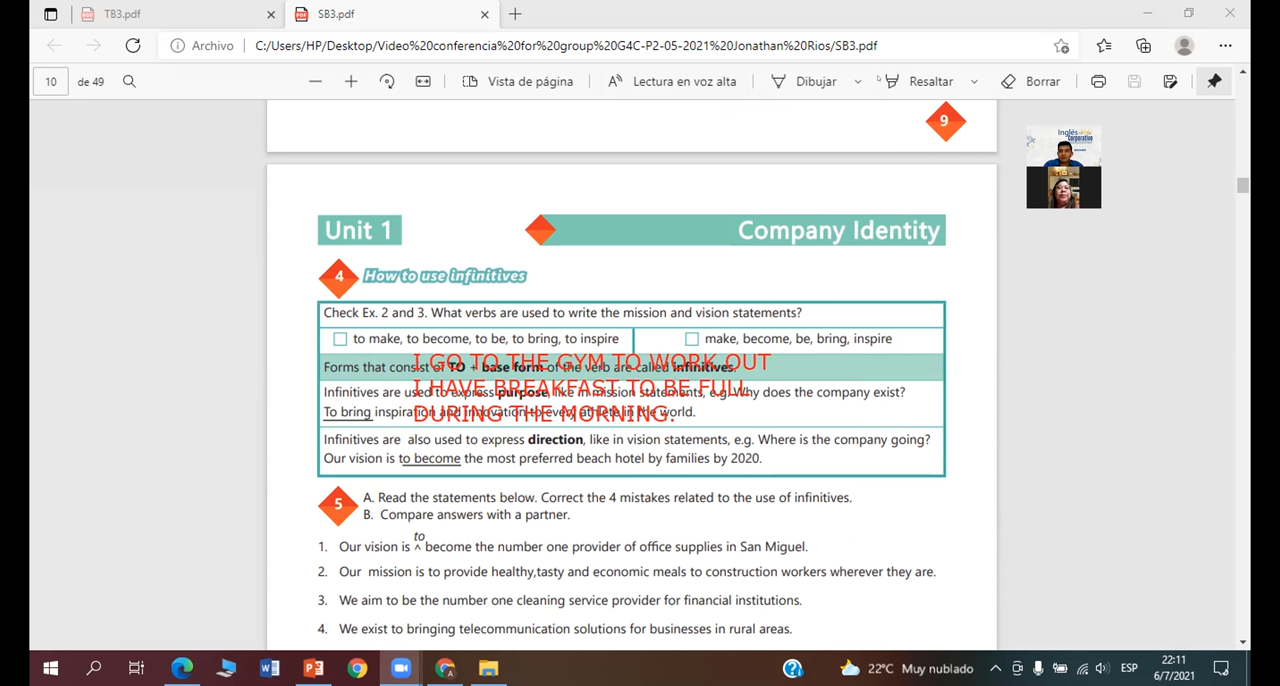 TB3.pdf
SB3.pdf
Archivo
C:/Users/HP/Desktop/Video%20conferencia%20for%20group%20G4C-P2-05-2021%20Jonathan%20Rios/SB3.pdf
10 de 49
Vista de página
Lectura en voz alta
Dibujar
Resaltar
Borrar
9
Inglés
Corporativo
Unit 1
Company Identity
4 How to use infinitives
Check Ex. 2 and 3. What verbs are used to write the mission and vision statements?
to make, to become, to be, to bring, to inspire
make, become, be, bring, inspire
I GO TO THE GYM TO WORK OUT
Forms that consist of TO + base form of the verb are called infinitives.
I HAVE BREAKFAST TO BE FULL
Infinitives are used to express purpose, like in mission statements, e.g. Why does the company exist?
DURING THE MORNING.
To bring inspiration and innovation to every athlete in the world.
Infinitives are also used to express direction, like in vision statements, e.g. Where is the company going?
Our vision is to become the most preferred beach hotel by families by 2020.
5 A. Read the statements below. Correct the 4 mistakes related to the use of infinitives.
B. Compare answers with a partner.
to
1. Our vision is ^ become the number one provider of office supplies in San Miguel.
2. Our mission is to provide healthy,tasty and economic meals to construction workers wherever they are.
3. We aim to be the number one cleaning service provider for financial institutions.
4. We exist to bringing telecommunication solutions for businesses in rural areas.
22°C Muy nublado
ESP
22:11
6/7/2021